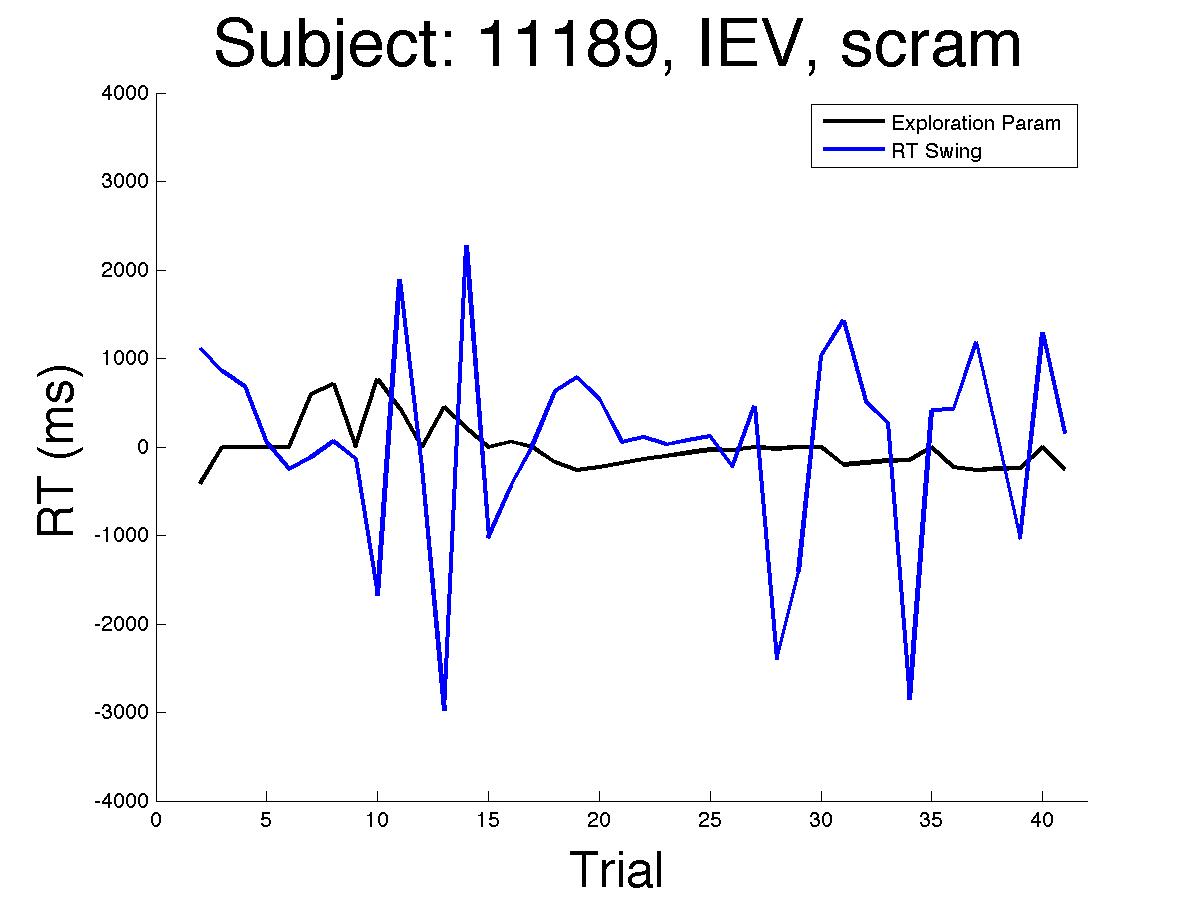 Subject: 11189, IEV, scram
Exploration Param
RT Swing
4000
3000
2000
1000
0
-1000
-2000
-3000
-4000
RT (ms)
0 5 10 15 20 25 30 35 40
Trial